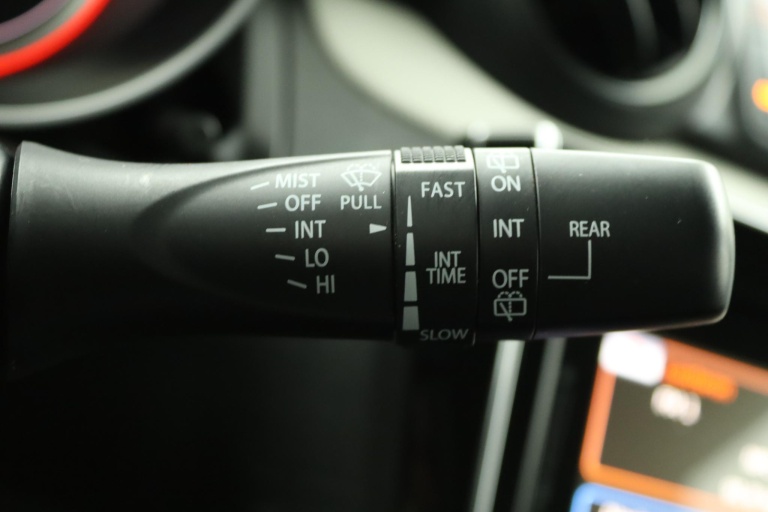 MIST
OFF
INT
LO
HI
PULL
FAST
INT
TIME
SLOW
ON
INT
OFF
REAR